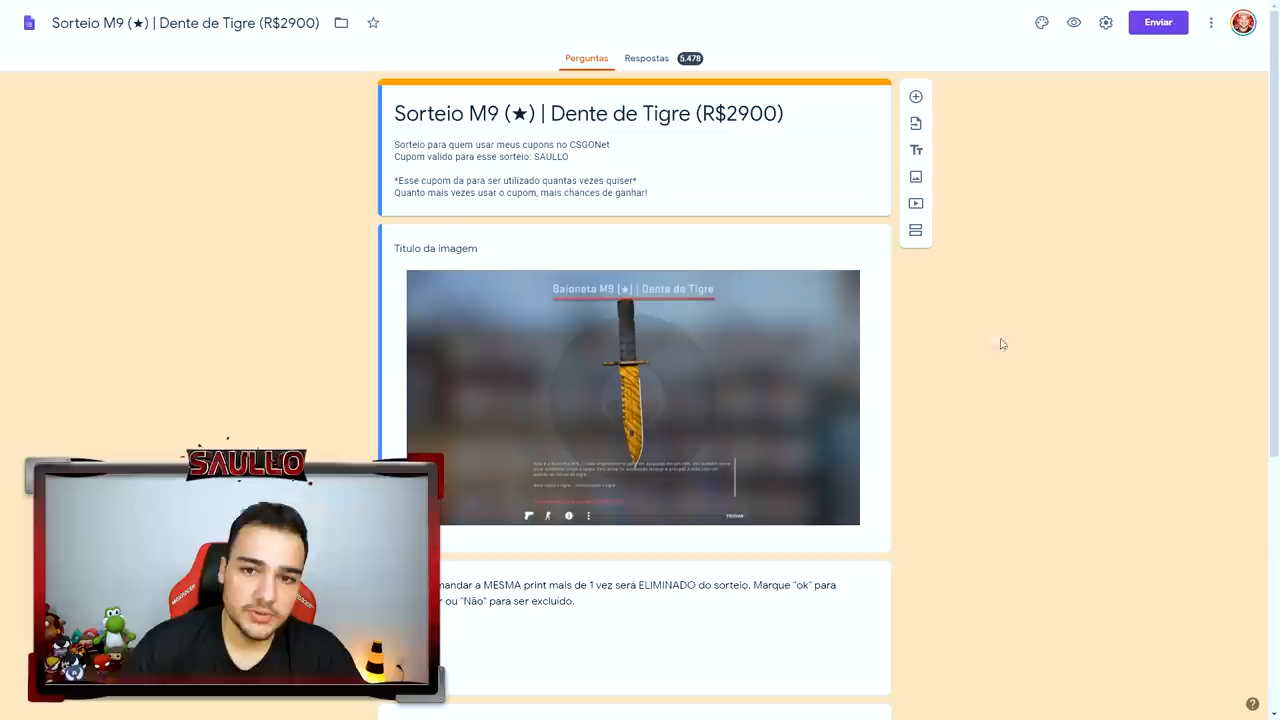 Sorteio M9 (★) | Dente de Tigre (R$2900)
Enviar
Perguntas
Respostas 5.478
Sorteio M9 (★) | Dente de Tigre (R$2900)
Sorteio para quem usar meus cupons no CSGONet
Cupom valido para esse sorteio: SAULLO
*Esse cupom da para ser utilizado quantas vezes quiser*
Quanto mais vezes usar o cupom, mais chances de ganhar!
Titulo da imagem
Baioneta M9 (★) | Dente de Tigre
FECHAR
SAULLO
mandar a MESMA print mais de 1 vez será ELIMINADO do sorteio. Marque "ok" para
ou "Não" para ser excluído.